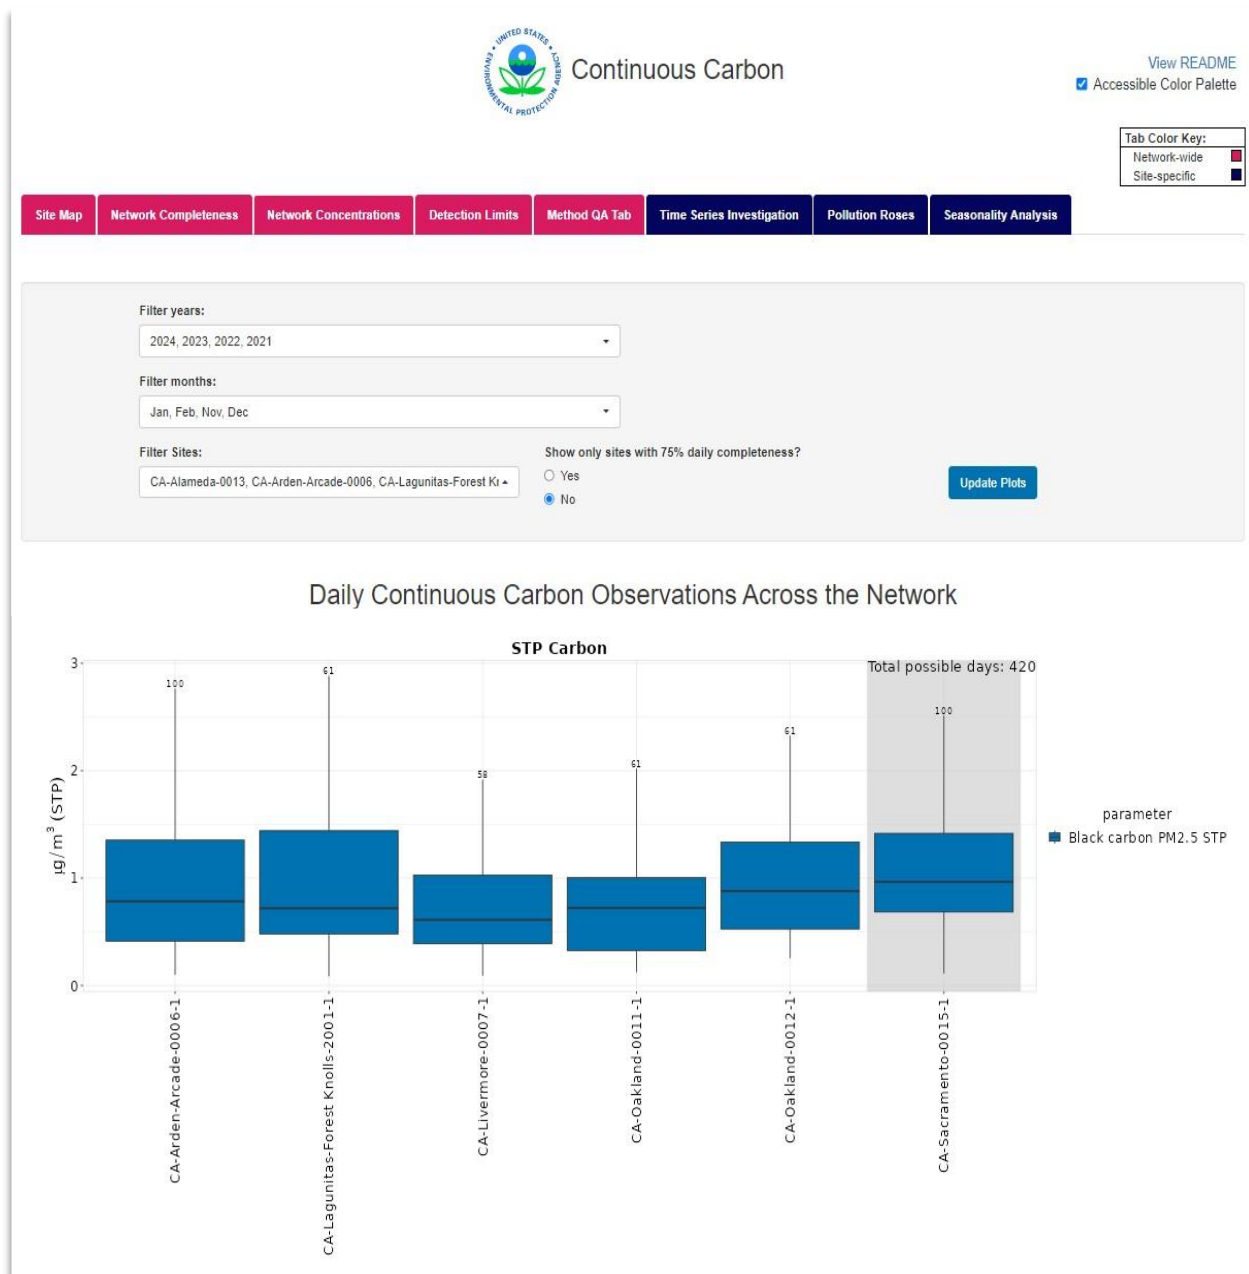 UNITED STATES
ENVIRONMENTAL PROTECTION AGENCY
Continuous Carbon
View README
Accessible Color Palette
Tab Color Key:
Network-wide
Site-specific
Site Map Network Completeness Network Concentrations Detection Limits Method QA Tab Time Series Investigation Pollution Roses Seasonality Analysis
Filter years:
2024, 2023, 2022, 2021
Filter months:
Jan, Feb, Nov, Dec
Filter Sites:
CA-Alameda-0013, CA-Arden-Arcade-0006, CA-Lagunitas-Forest Kr
Show only sites with 75% daily completeness?
Yes
No
Update Plots
Daily Continuous Carbon Observations Across the Network
STP Carbon
Total possible days: 420
3
2
1
0
µg/m³ (STP)
100
61
58
61
61
100
parameter
Black carbon PM2.5 STP
CA-Arden-Arcade-0006-1
CA-Lagunitas-Forest Knolls-2001-1
CA-Livermore-0007-1
CA-Oakland-0011-1
CA-Oakland-0012-1
CA-Sacramento-0015-1